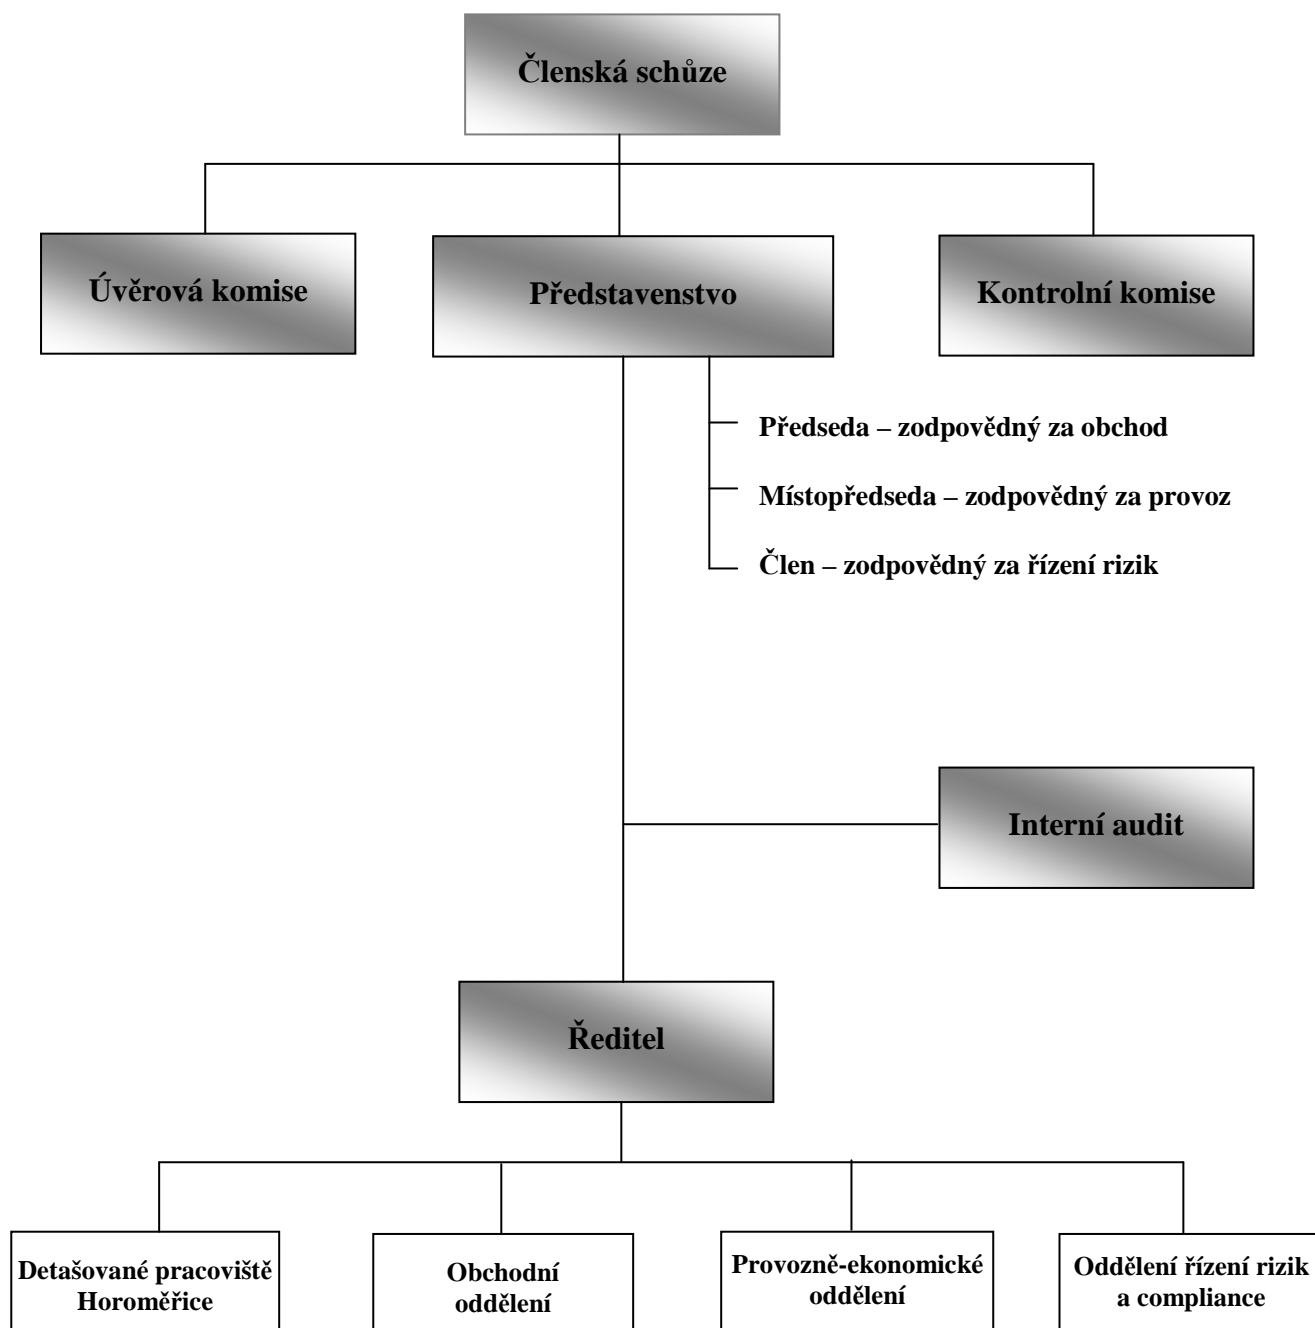 Členská schůze
Úvěrová komise
Představenstvo
Kontrolní komise
Předseda – zodpovědný za obchod
Místopředseda – zodpovědný za provoz
Člen – zodpovědný za řízení rizik
Interní audit
Ředitel
Detašované pracoviště
Horoměřice
Obchodní
oddělení
Provozně-ekonomické
oddělení
Oddělení řízení rizik
a compliance